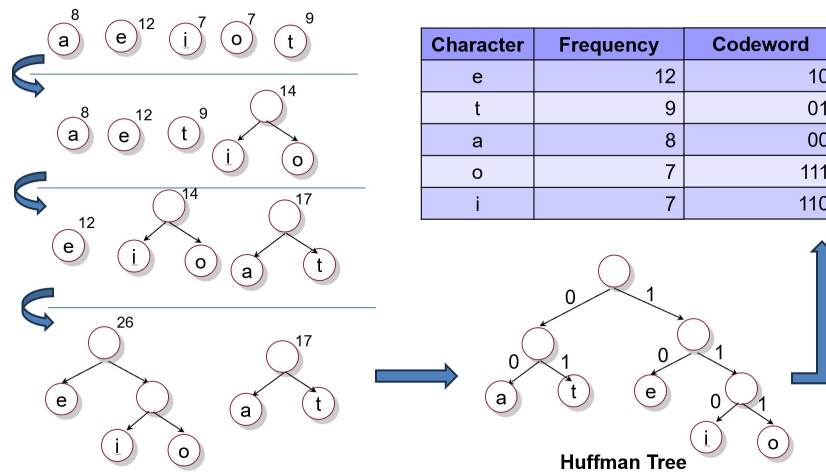 8 12 7 7 9
a e i o t
14
8 12 9
a e t
i o
14 17
12
e i o a t
26 17
e
a t
i o
Character Frequency Codeword
e 12 10
t 9 01
a 8 00
o 7 111
i 7 110
0 1
0 1 0 1
a t e
0 1
i o
Huffman Tree